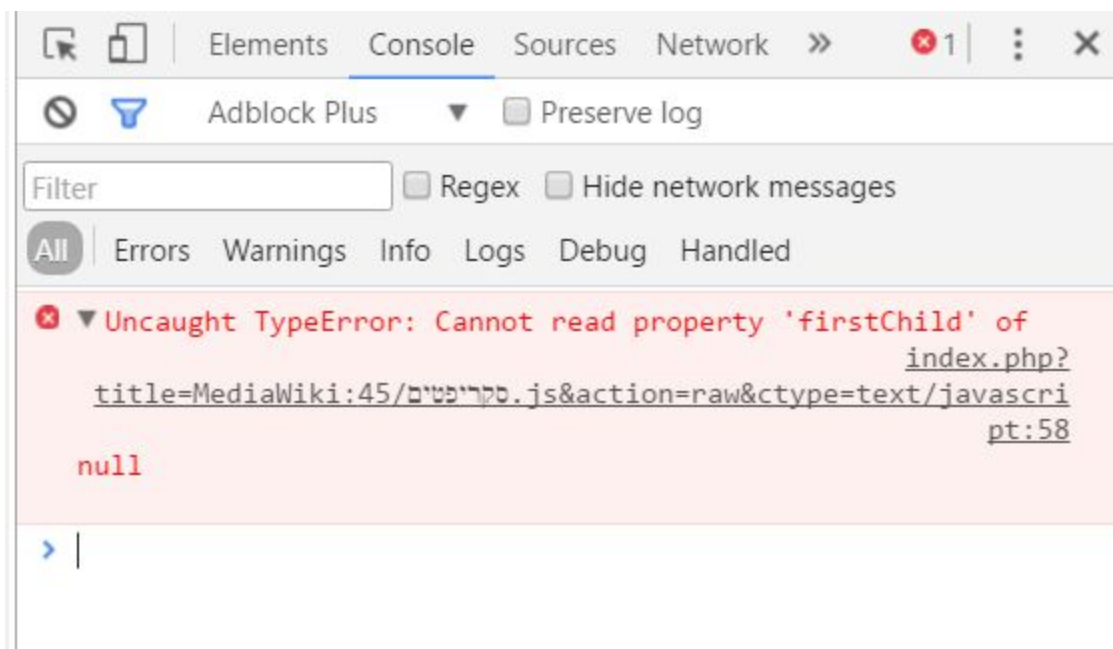 Elements Console Sources Network » 1
Adblock Plus ▼ Preserve log
Filter Regex Hide network messages
All Errors Warnings Info Logs Debug Handled
Uncaught TypeError: Cannot read property 'firstChild' of
index.php?
title=MediaWiki:סקריפטים/45.js&action=raw&ctype=text/javascri
pt:58
null